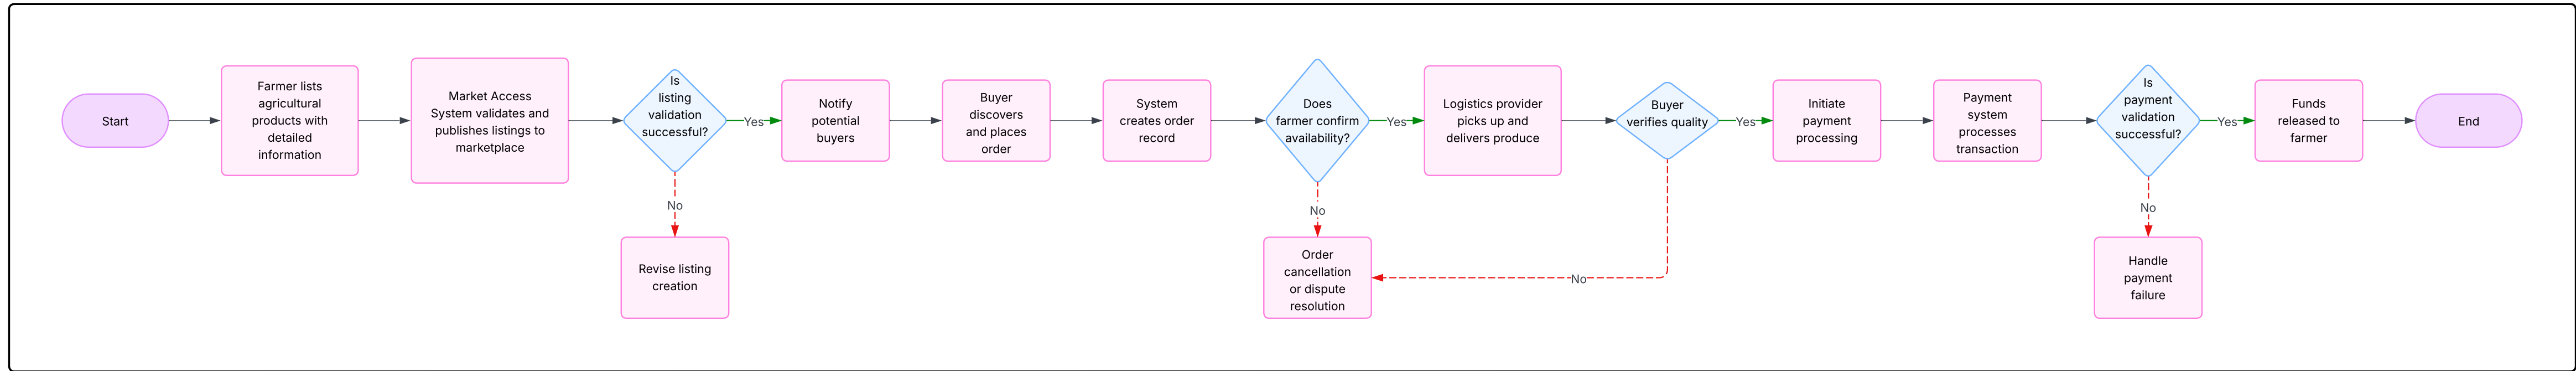 Start
Farmer lists
agricultural
products with
detailed
information
Market Access
System validates and
publishes listings to
marketplace
Is
listing
validation
successful?
Yes
No
Revise listing
creation
Notify
potential
buyers
Buyer
discovers
and places
order
System
creates order
record
Does
farmer confirm
availability?
Yes
No
Order
cancellation
or dispute
resolution
Logistics provider
picks up and
delivers produce
Buyer
verifies quality
Yes
No
Initiate
payment
processing
Payment
system
processes
transaction
Is
payment
validation
successful?
Yes
No
Handle
payment
failure
Funds
released to
farmer
End